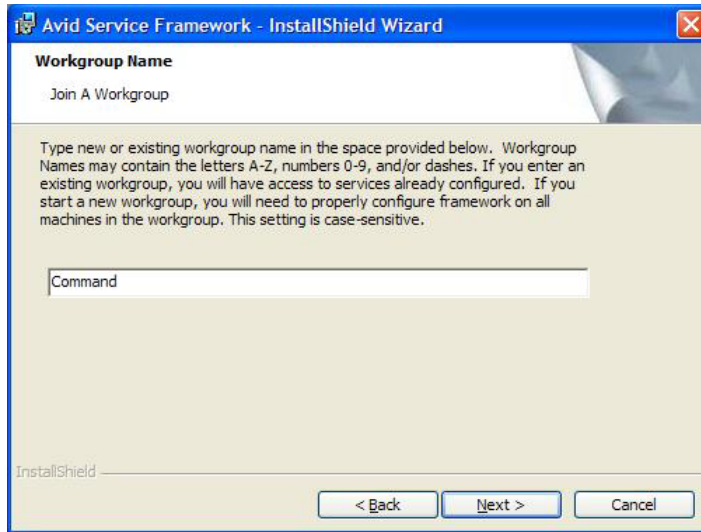 Avid Service Framework - InstallShield Wizard
Workgroup Name
Join A Workgroup
Type new or existing workgroup name in the space provided below.  Workgroup
Names may contain the letters A-Z, numbers 0-9, and/or dashes. If you enter an
existing workgroup, you will have access to services already configured.  If you
start a new workgroup, you will need to properly configure framework on all
machines in the workgroup. This setting is case-sensitive.
Command
InstallShield
< Back
Next >
Cancel